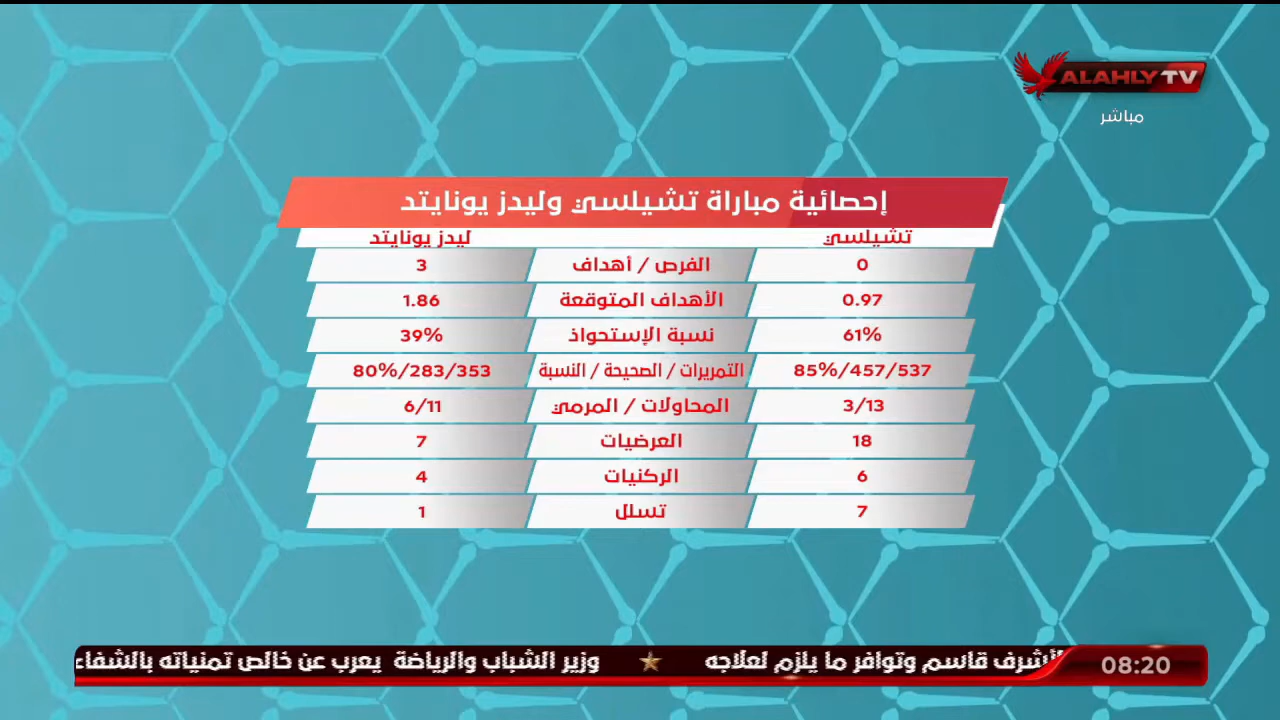 ALAHLY TV
مباشر
إحصائية مباراة تشيلسي وليدز يونايتد
تشيلسي ليدز يونايتد
0 الفرص / أهداف 3
0.97 الأهداف المتوقعة 1.86
61% نسبة الإستحواذ 39%
85%/457/537 التمريرات / الصحيحة / النسبة 80%/283/353
3/13 المحاولات / المرمي 6/11
18 العرضيات 7
6 الركنيات 4
7 تسلل 1
08:20 لأشرف قاسم وتوافر ما يلزم لعلاجه وزير الشباب والرياضة يعرب عن خالص تمنياته بالشفاء